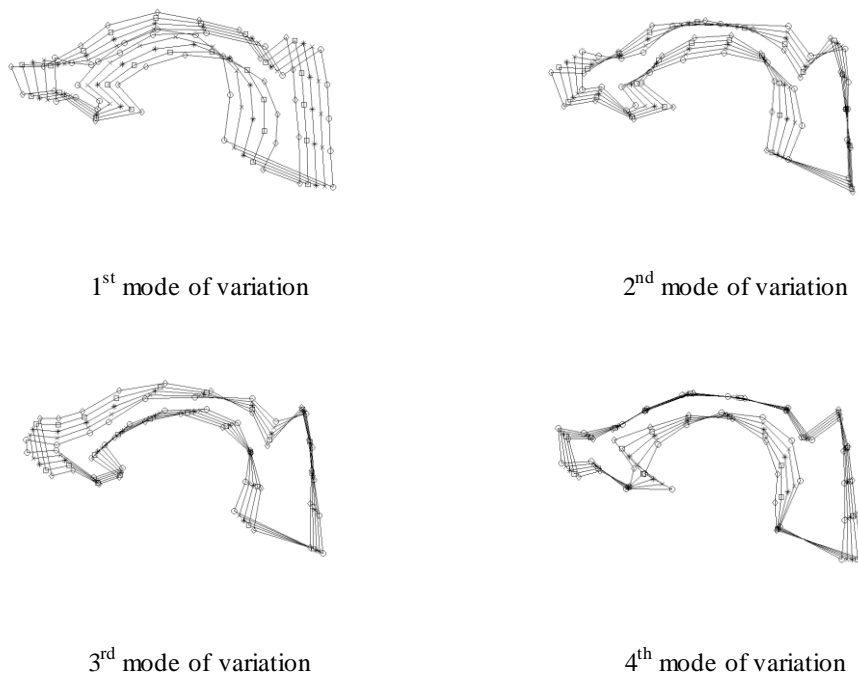 1st mode of variation
2nd mode of variation
3rd mode of variation
4th mode of variation